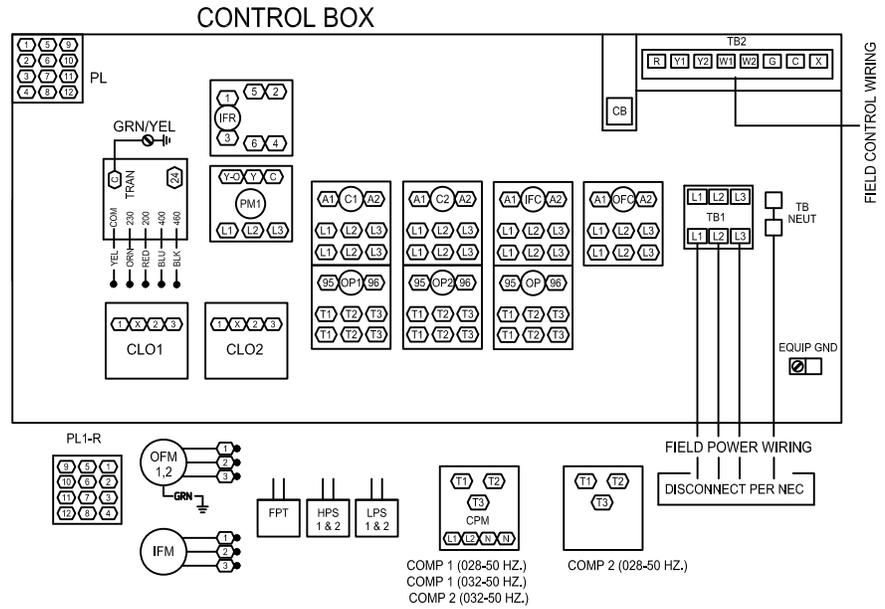 CONTROL BOX
1 5 9
2 6 10
3 7 11
4 8 12
PL
TB2
R Y1 Y2 W1 W2 G C X
CB
FIELD CONTROL WIRING
GRN/YEL
C
TRAN
24
COM 230 200 400 460
YEL ORN RED BLU BLK
1 5 2
IFR
3 6 4
Y-O Y C
PM1
L1 L2 L3
A1 C1 A2
L1 L2 L3
L1 L2 L3
95 OP1 96
T1 T2 T3
T1 T2 T3
A1 C2 A2
L1 L2 L3
L1 L2 L3
95 OP2 96
T1 T2 T3
T1 T2 T3
A1 IFC A2
L1 L2 L3
L1 L2 L3
95 OP 96
T1 T2 T3
T1 T2 T3
A1 OFC A2
L1 L2 L3
L1 L2 L3
L1 L2 L3
TB1
L1 L2 L3
TB
NEUT
1 X 2 3
CLO1
1 X 2 3
CLO2
EQUIP GND
PL1-R
9 5 1
10 6 2
11 7 3
12 8 4
OFM
1,2
1
2
3
GRN
IFM
1
2
3
FPT
HPS
1 & 2
LPS
1 & 2
T1 T2
T3
CPM
L1 L2 N N
COMP 1 (028-50 HZ.)
COMP 1 (032-50 HZ.)
COMP 2 (032-50 HZ.)
T1 T2
T3
COMP 2 (028-50 HZ.)
FIELD POWER WIRING
DISCONNECT PER NEC